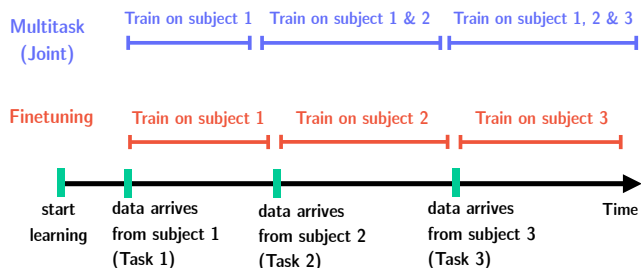 Multitask
(Joint)
Train on subject 1
Train on subject 1 & 2
Train on subject 1, 2 & 3
Finetuning
Train on subject 1
Train on subject 2
Train on subject 3
start
learning
data arrives
from subject 1
(Task 1)
data arrives
from subject 2
(Task 2)
data arrives
from subject 3
(Task 3)
Time